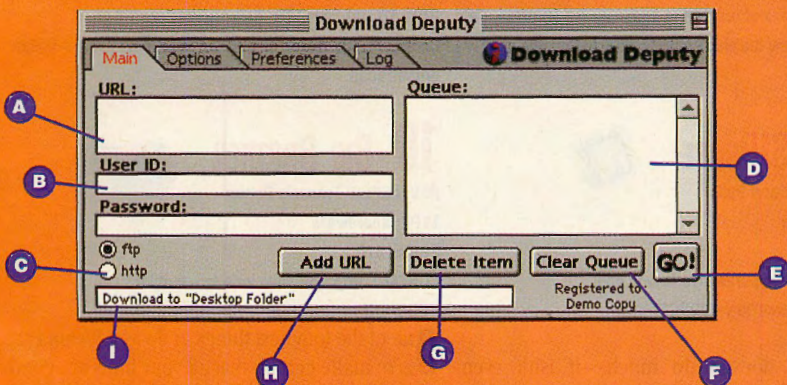 Download Deputy
Main Options Preferences Log Download Deputy
URL:
Queue:
A
User ID:
B
D
Password:
ftp
C
http
Add URL
Delete Item
Clear Queue
GO!
E
Download to "Desktop Folder"
Registered to:
Demo Copy
I
H
G
F